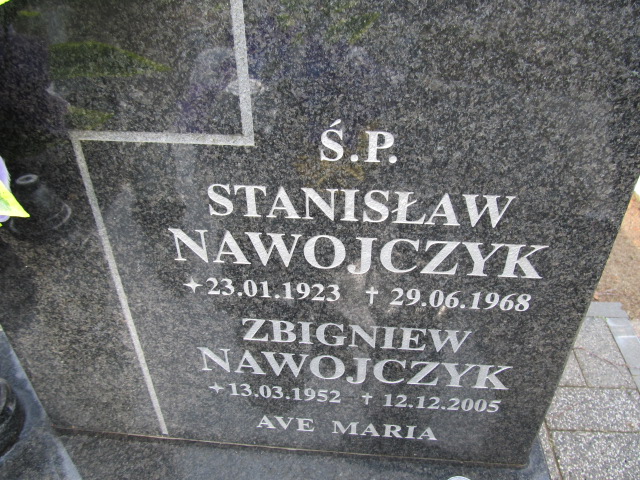 Ś.P.
STANISŁAW
NAWOJCZYK
✦23.01.1923 †29.06.1968
ZBIGNIEW
NAWOJCZYK
✦13.03.1952 †12.12.2005
AVE MARIA